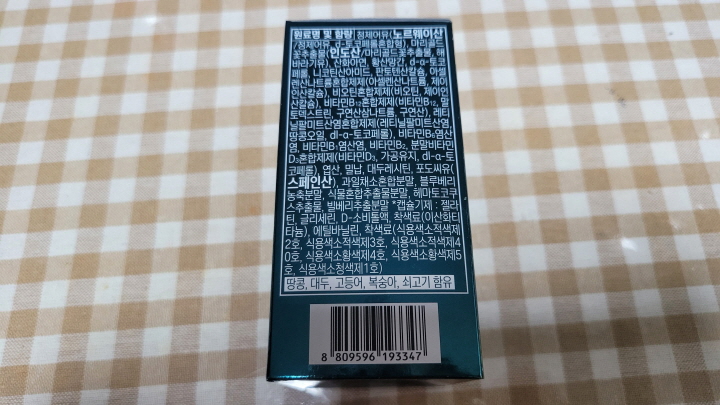 원료명 및 함량 정제어유(노르웨이산
/정제어유, d-토코페롤혼합형), 마리골드
꽃추출물(인도산/마리골드꽃추출물, 해
바라기유), 산화아연, 황산망간, d-α-토코
페롤, 니코틴산아미드, 판토텐산칼슘, 아셀
렌산나트륨혼합제제(아셀렌산나트륨, 제이
인산칼슘), 비오틴혼합제제(비오틴, 제이인
산칼슘), 비타민B12혼합제제(비타민B12, 말
토덱스트린, 구연산삼나트륨, 구연산), 레티
닐팔미트산염혼합제제(레티닐팔미트산염,
땅콩오일, dl-α-토코페롤), 비타민B6염산
염, 비타민B1염산염, 비타민B2, 분말비타민
D3혼합제제(비타민D3, 가공유지, dl-α-토
코페롤), 엽산, 밀납, 대두레시틴, 포도씨유(
스페인산), 과일채소혼합분말, 블루베리
농축분말, 식물혼합추출물분말, 헤마토코쿠
스추출물, 빌베리추출분말 *캡슐기제 : 젤라
틴, 글리세린, D-소비톨액, 착색료(이산화티
타늄), 에틸바닐린, 착색료(식용색소적색제
2호, 식용색소적색제3호, 식용색소적색제4
0호, 식용색소황색제4호, 식용색소황색제5
호, 식용색소청색제1호)
땅콩, 대두, 고등어, 복숭아, 쇠고기 함유
8 809596 193347